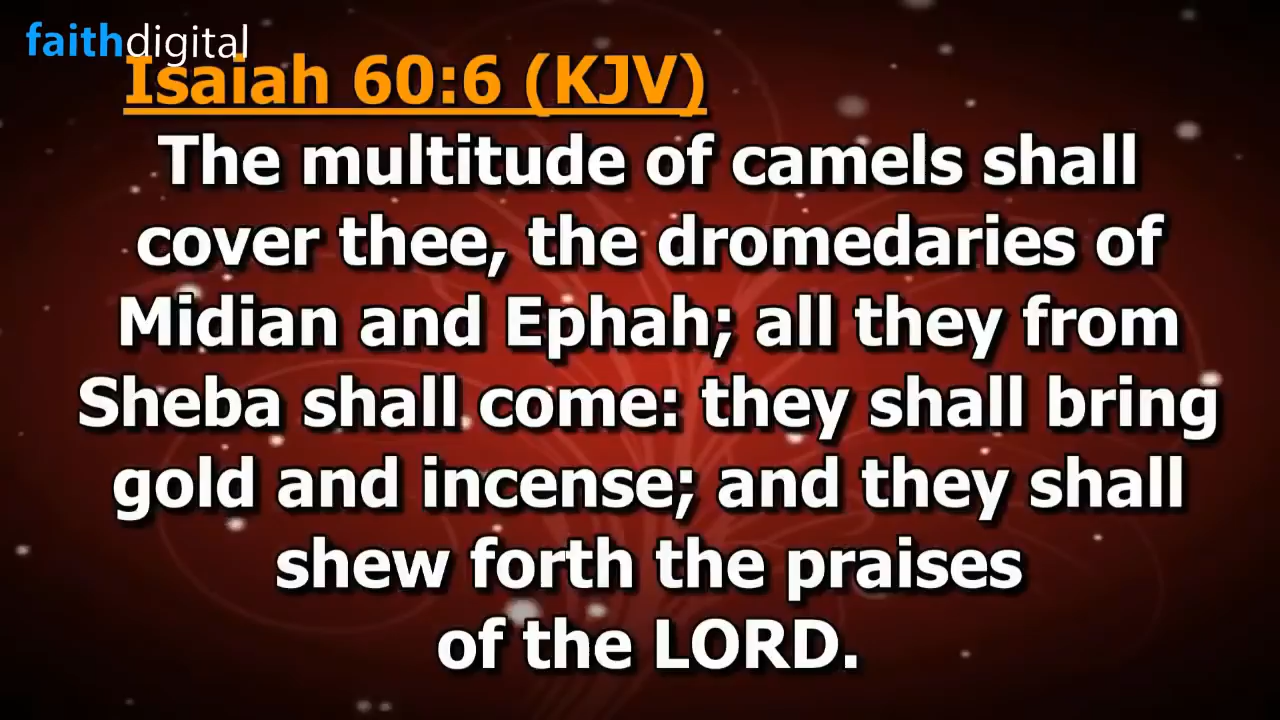 faithdigital
Isaiah 60:6 (KJV)
The multitude of camels shall
cover thee, the dromedaries of
Midian and Ephah; all they from
Sheba shall come: they shall bring
gold and incense; and they shall
shew forth the praises
of the LORD.